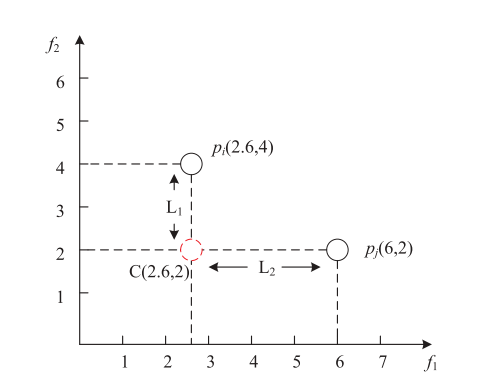 f₂
6
5
4
3
2
1
pᵢ(2.6,4)
L₁
pⱼ(6,2)
C(2.6,2)
L₂
1 2 3 4 5 6 7
f₁